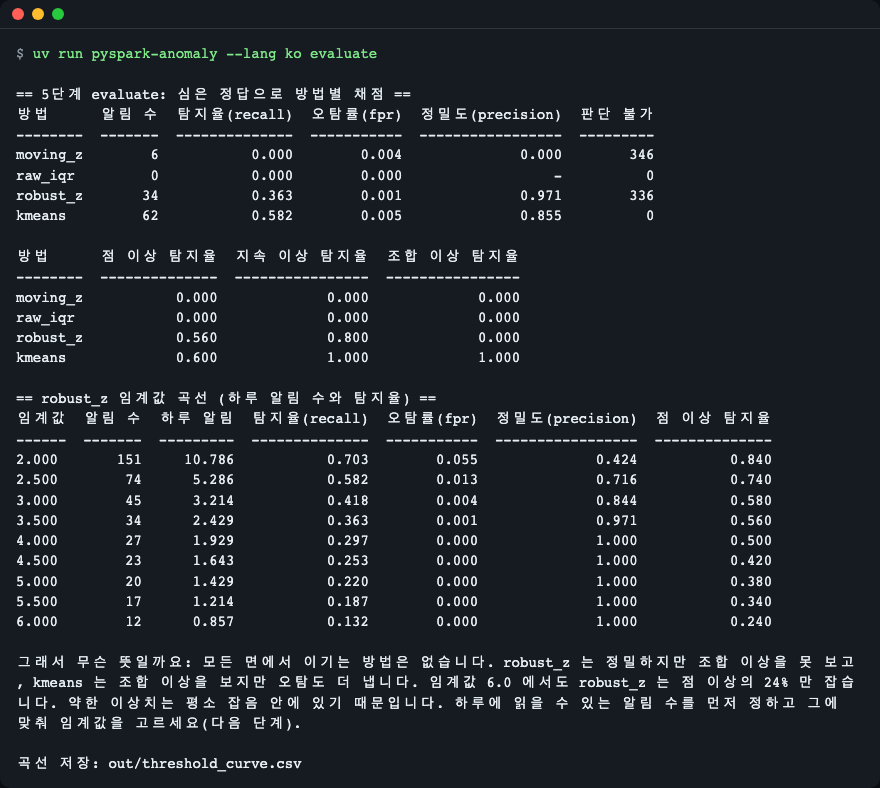 $ uv run pyspark-anomaly --lang ko evaluate
== 5단계 evaluate: 심은 정답으로 방법별 채점 ==
방법 알림 수 탐지율(recall) 오탐률(fpr) 정밀도(precision) 판단 불가
-------- ------- -------------- ----------- ----------------- ---------
moving_z 6 0.000 0.004 0.000 346
raw_iqr 0 0.000 0.000 - 0
robust_z 34 0.363 0.001 0.971 336
kmeans 62 0.582 0.005 0.855 0
방법 점 이상 탐지율 지속 이상 탐지율 조합 이상 탐지율
-------- -------------- ---------------- ----------------
moving_z 0.000 0.000 0.000
raw_iqr 0.000 0.000 0.000
robust_z 0.560 0.800 0.000
kmeans 0.600 1.000 1.000
== robust_z 임계값 곡선 (하루 알림 수와 탐지율) ==
임계값 알림 수 하루 알림 탐지율(recall) 오탐률(fpr) 정밀도(precision) 점 이상 탐지율
------ ------- --------- -------------- ----------- ----------------- --------------
2.000 151 10.786 0.703 0.055 0.424 0.840
2.500 74 5.286 0.582 0.013 0.716 0.740
3.000 45 3.214 0.418 0.004 0.844 0.580
3.500 34 2.429 0.363 0.001 0.971 0.560
4.000 27 1.929 0.297 0.000 1.000 0.500
4.500 23 1.643 0.253 0.000 1.000 0.420
5.000 20 1.429 0.220 0.000 1.000 0.380
5.500 17 1.214 0.187 0.000 1.000 0.340
6.000 12 0.857 0.132 0.000 1.000 0.240
그래서 무슨 뜻일까요: 모든 면에서 이기는 방법은 없습니다. robust_z 는 정밀하지만 조합 이상을 못 보고
, kmeans 는 조합 이상을 보지만 오탐도 더 냅니다. 임계값 6.0 에서도 robust_z 는 점 이상의 24% 만 잡습
니다. 약한 이상치는 평소 잡음 안에 있기 때문입니다. 하루에 읽을 수 있는 알림 수를 먼저 정하고 그에
맞춰 임계값을 고르세요(다음 단계).
곡선 저장: out/threshold_curve.csv